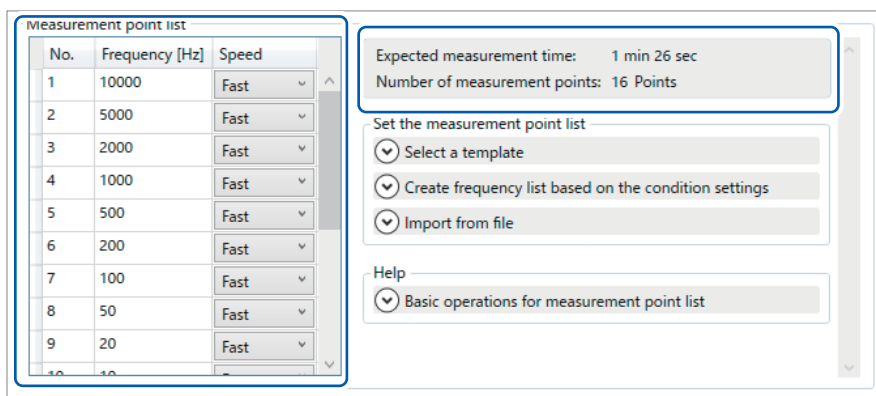 Measurement point list
No. Frequency [Hz] Speed
1 10000 Fast
2 5000 Fast
3 2000 Fast
4 1000 Fast
5 500 Fast
6 200 Fast
7 100 Fast
8 50 Fast
9 20 Fast
10 10
Expected measurement time: 1 min 26 sec
Number of measurement points: 16 Points
Set the measurement point list
Select a template
Create frequency list based on the condition settings
Import from file
Help
Basic operations for measurement point list